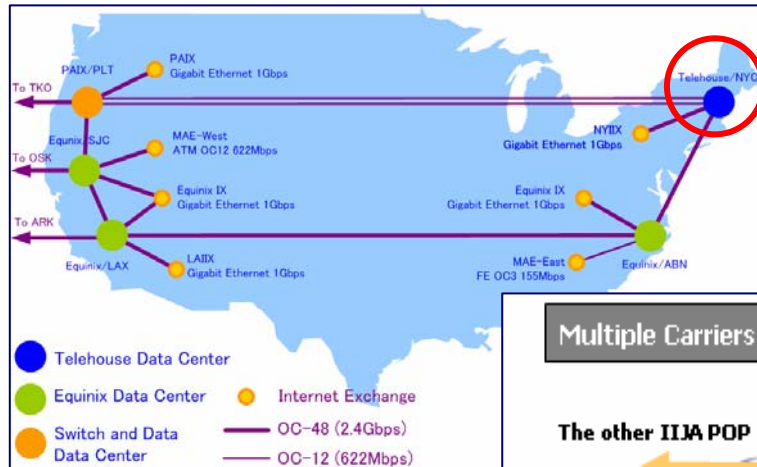 PAIX
Gigabit Ethernet 1Gbps
PAIX/PLT
To TKO
Telehouse/NYC
Equnix/SJC
MAE-West
ATM OC12 622Mbps
NYIIX
Gigabit Ethernet 1Gbps
To OSK
Equinix IX
Gigabit Ethernet 1Gbps
Equinix IX
Gigabit Ethernet 1Gbps
To ARK
Equinix/LAX
LAIIX
Gigabit Ethernet 1Gbps
MAE-East
FE OC3 155Mbps
Equinix/ABN
Telehouse Data Center
Equinix Data Center
Internet Exchange
Switch and Data
Data Center
OC-48 (2.4Gbps)
OC-12 (622Mbps)
Multiple Carriers
The other IIJA POP